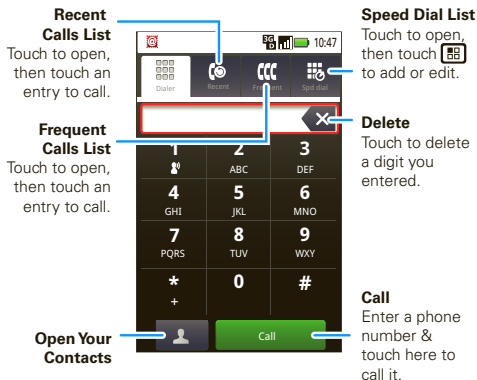 Recent
Calls List
Touch to open,
then touch an
entry to call.
Frequent
Calls List
Touch to open,
then touch an
entry to call.
Open Your
Contacts
3G
10:47
Dialer
Recent
Frequent
Spd dial
1
2
ABC
3
DEF
4
GHI
5
JKL
6
MNO
7
PQRS
8
TUV
9
WXY
*
+
0
#
Call
Speed Dial List
Touch to open,
then touch
to add or edit.
Delete
Touch to delete
a digit you
entered.
Call
Enter a phone
number &
touch here to
call it.